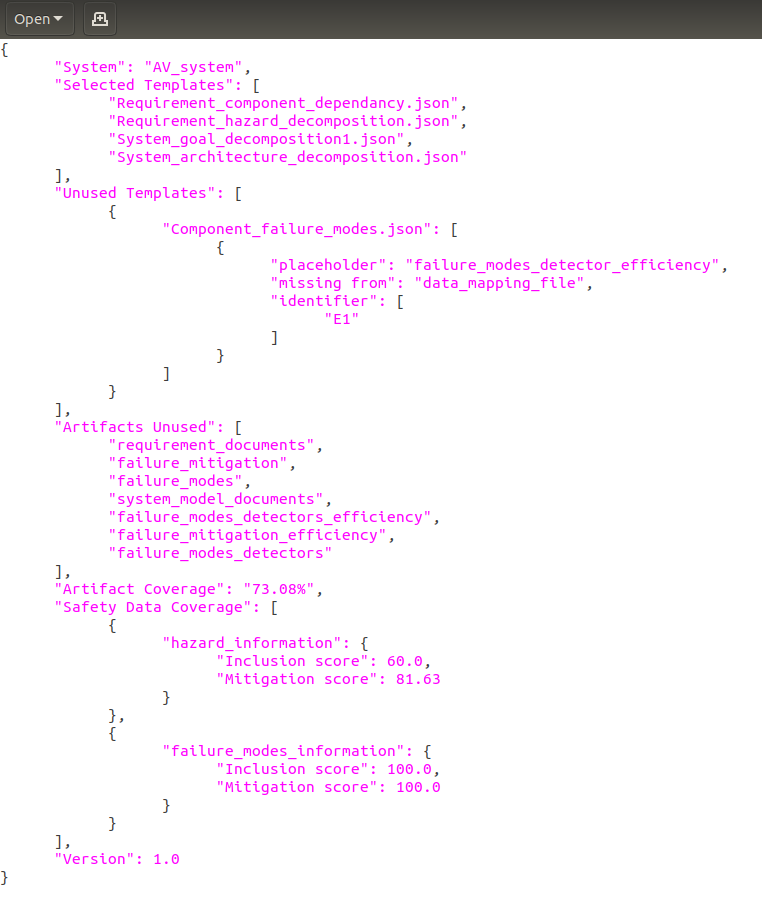 Open
{
"System": "AV_system",
"Selected Templates": [
"Requirement_component_dependancy.json",
"Requirement_hazard_decomposition.json",
"System_goal_decomposition1.json",
"System_architecture_decomposition.json"
],
"Unused Templates": [
{
"Component_failure_modes.json": [
{
"placeholder": "failure_modes_detector_efficiency",
"missing from": "data_mapping_file",
"identifier": [
"E1"
]
}
]
}
],
"Artifacts Unused": [
"requirement_documents",
"failure_mitigation",
"failure_modes",
"system_model_documents",
"failure_modes_detectors_efficiency",
"failure_mitigation_efficiency",
"failure_modes_detectors"
],
"Artifact Coverage": "73.08%",
"Safety Data Coverage": [
{
"hazard_information": {
"Inclusion score": 60.0,
"Mitigation score": 81.63
}
},
{
"failure_modes_information": {
"Inclusion score": 100.0,
"Mitigation score": 100.0
}
}
],
"Version": 1.0
}